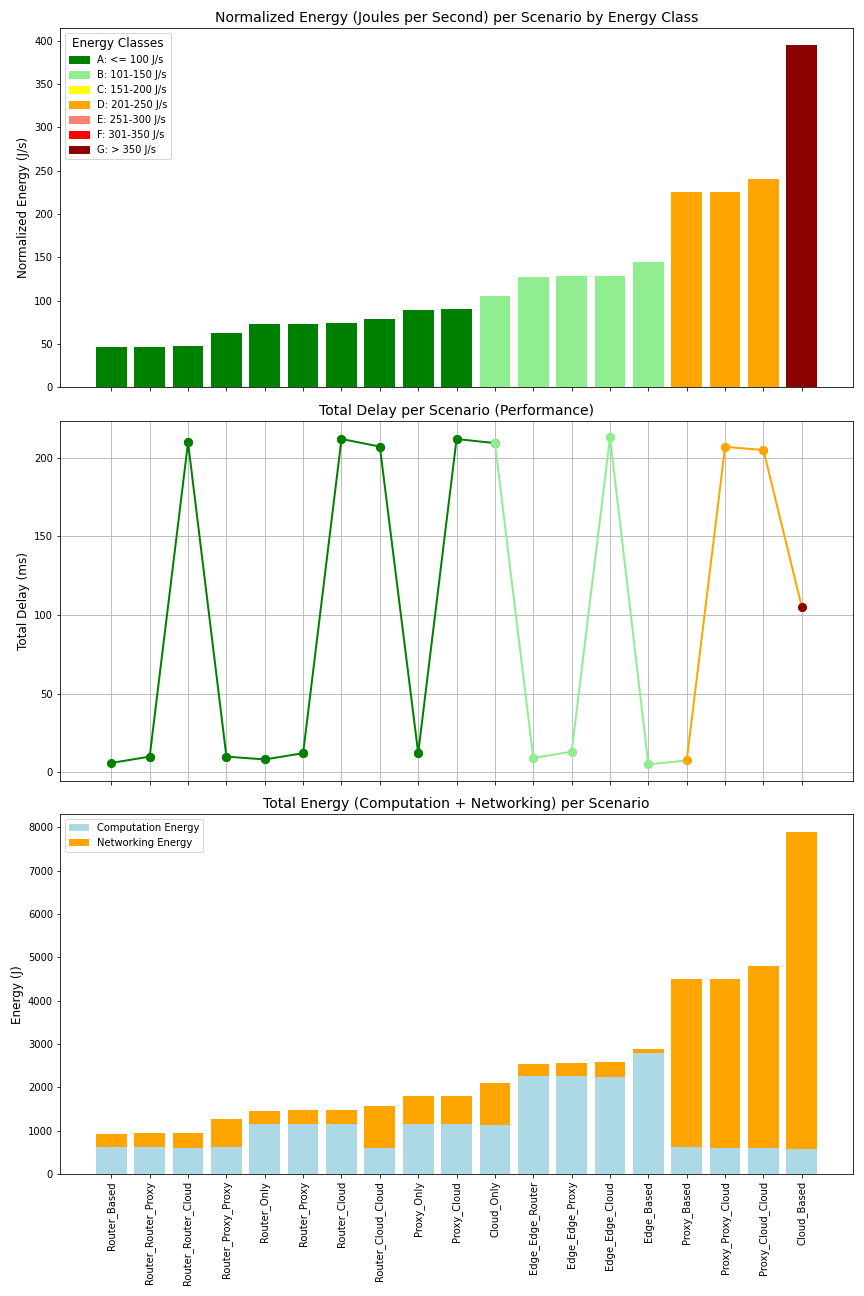 Normalized Energy (Joules per Second) per Scenario by Energy Class
Normalized Energy (J/s)
400
350
300
250
200
150
100
50
0
Energy Classes
A: <= 100 J/s
B: 101-150 J/s
C: 151-200 J/s
D: 201-250 J/s
E: 251-300 J/s
F: 301-350 J/s
G: > 350 J/s
Total Delay per Scenario (Performance)
Total Delay (ms)
200
150
100
50
0
Total Energy (Computation + Networking) per Scenario
Energy (J)
8000
7000
6000
5000
4000
3000
2000
1000
0
Computation Energy
Networking Energy
Router_Based
Router_Router_Proxy
Router_Router_Cloud
Router_Proxy_Proxy
Router_Only
Router_Proxy
Router_Cloud
Router_Cloud_Cloud
Proxy_Only
Proxy_Cloud
Cloud_Only
Edge_Edge_Router
Edge_Edge_Proxy
Edge_Edge_Cloud
Edge_Based
Proxy_Based
Proxy_Proxy_Cloud
Proxy_Cloud_Cloud
Cloud_Based